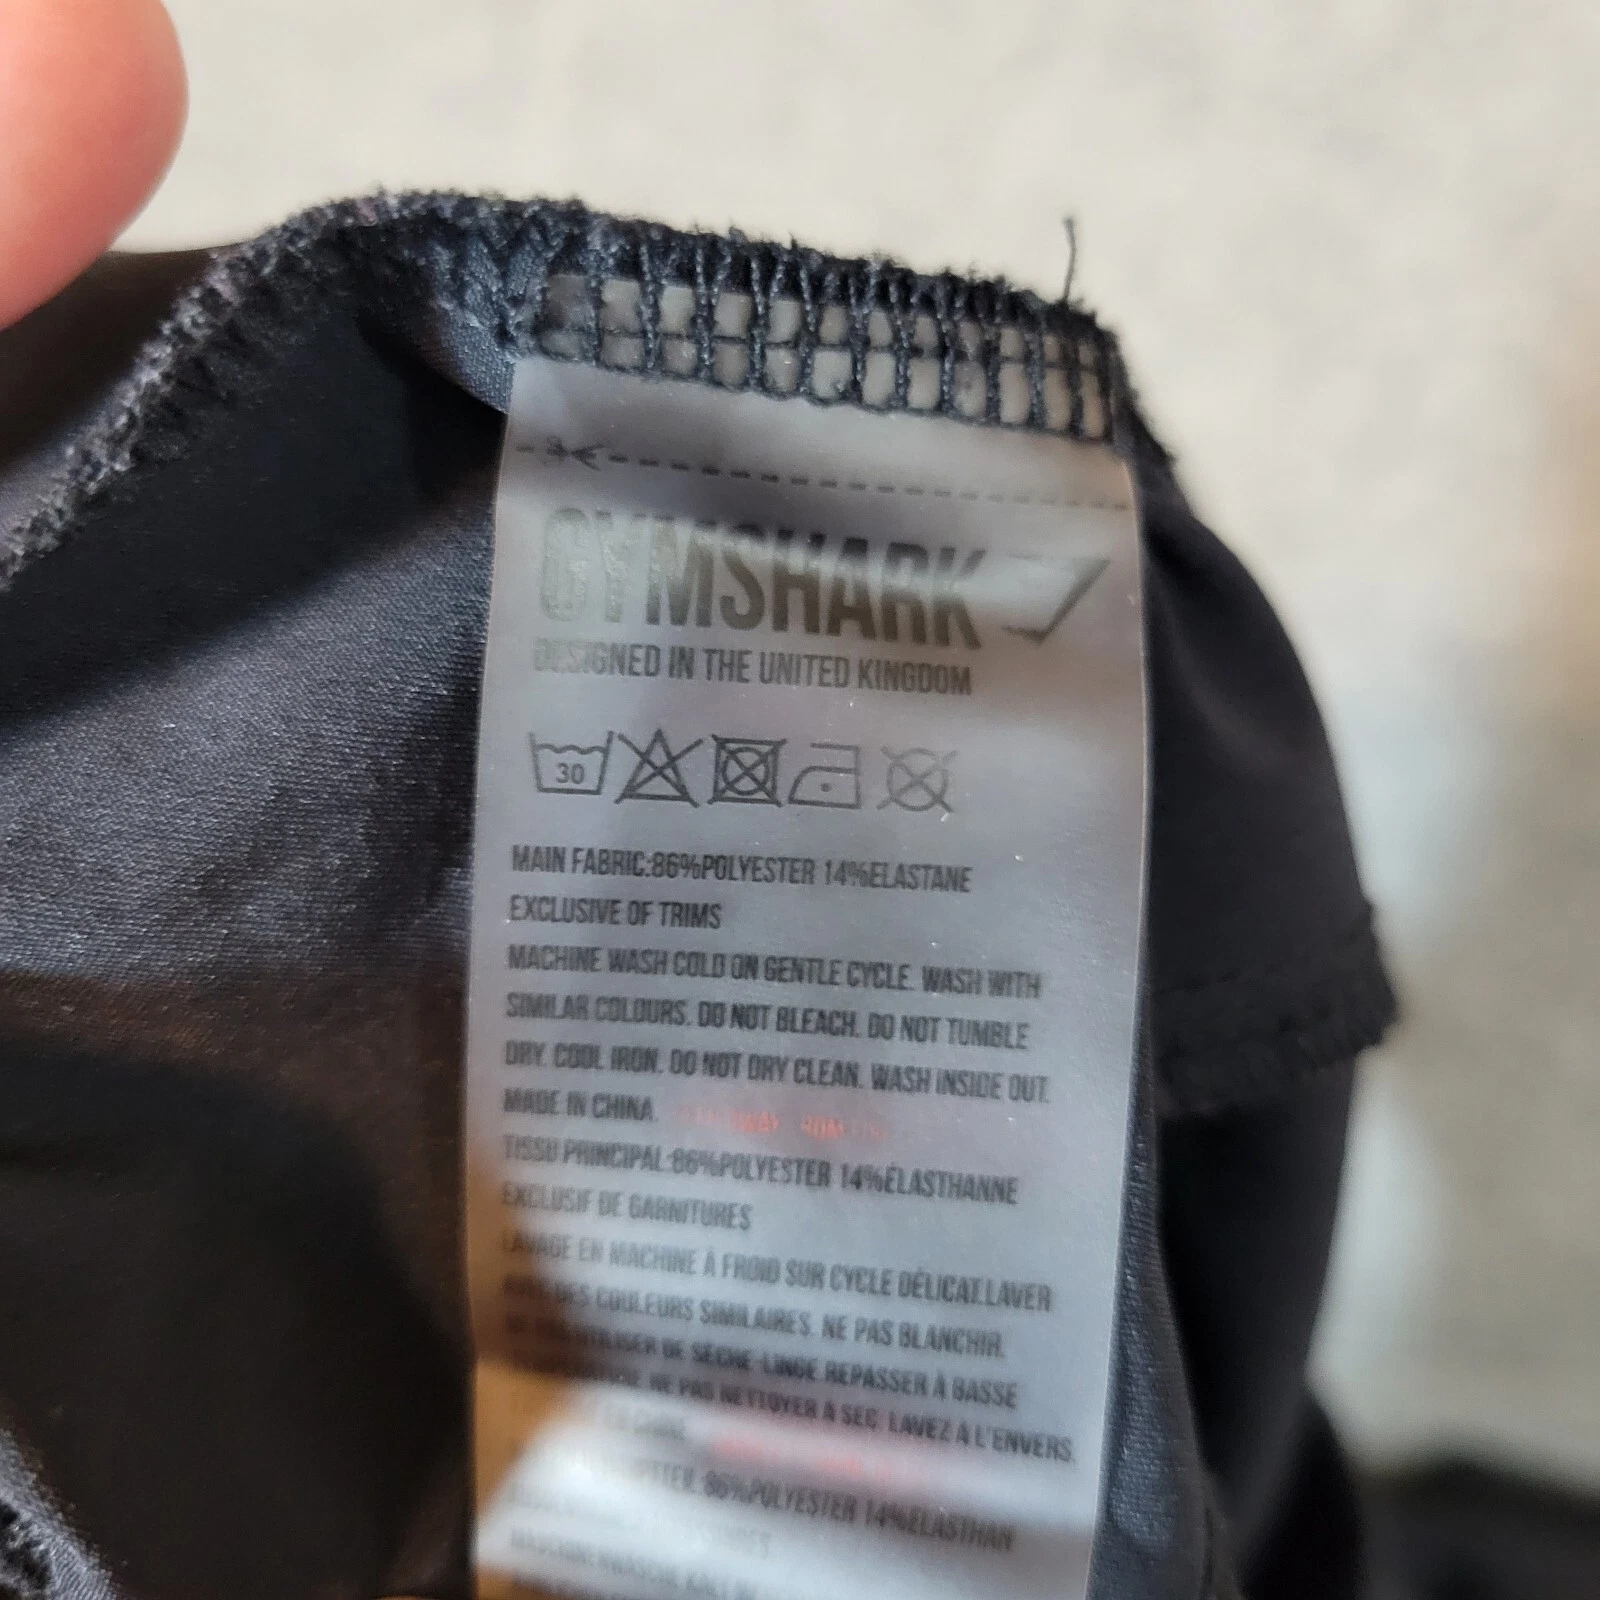 GYMSHARK
DESIGNED IN THE UNITED KINGDOM
30
MAIN FABRIC:86%POLYESTER 14%ELASTANE
EXCLUSIVE OF TRIMS
MACHINE WASH COLD ON GENTLE CYCLE. WASH WITH
SIMILAR COLOURS. DO NOT BLEACH. DO NOT TUMBLE
DRY. COOL IRON. DO NOT DRY CLEAN. WASH INSIDE OUT.
MADE IN CHINA.
TISSU PRINCIPAL:86%POLYESTER 14%ÉLASTHANNE
EXCLUSIF DE GARNITURES
LAVAGE EN MACHINE À FROID SUR CYCLE DÉLICAT.LAVER
AVEC DES COULEURS SIMILAIRES. NE PAS BLANCHIR.
UTILISER DE SÈCHE-LINGE REPASSER À BASSE
NE PAS NETTOYER À SEC. LAVEZ À L'ENVERS.
86%POLYESTER 14%ELASTHAN